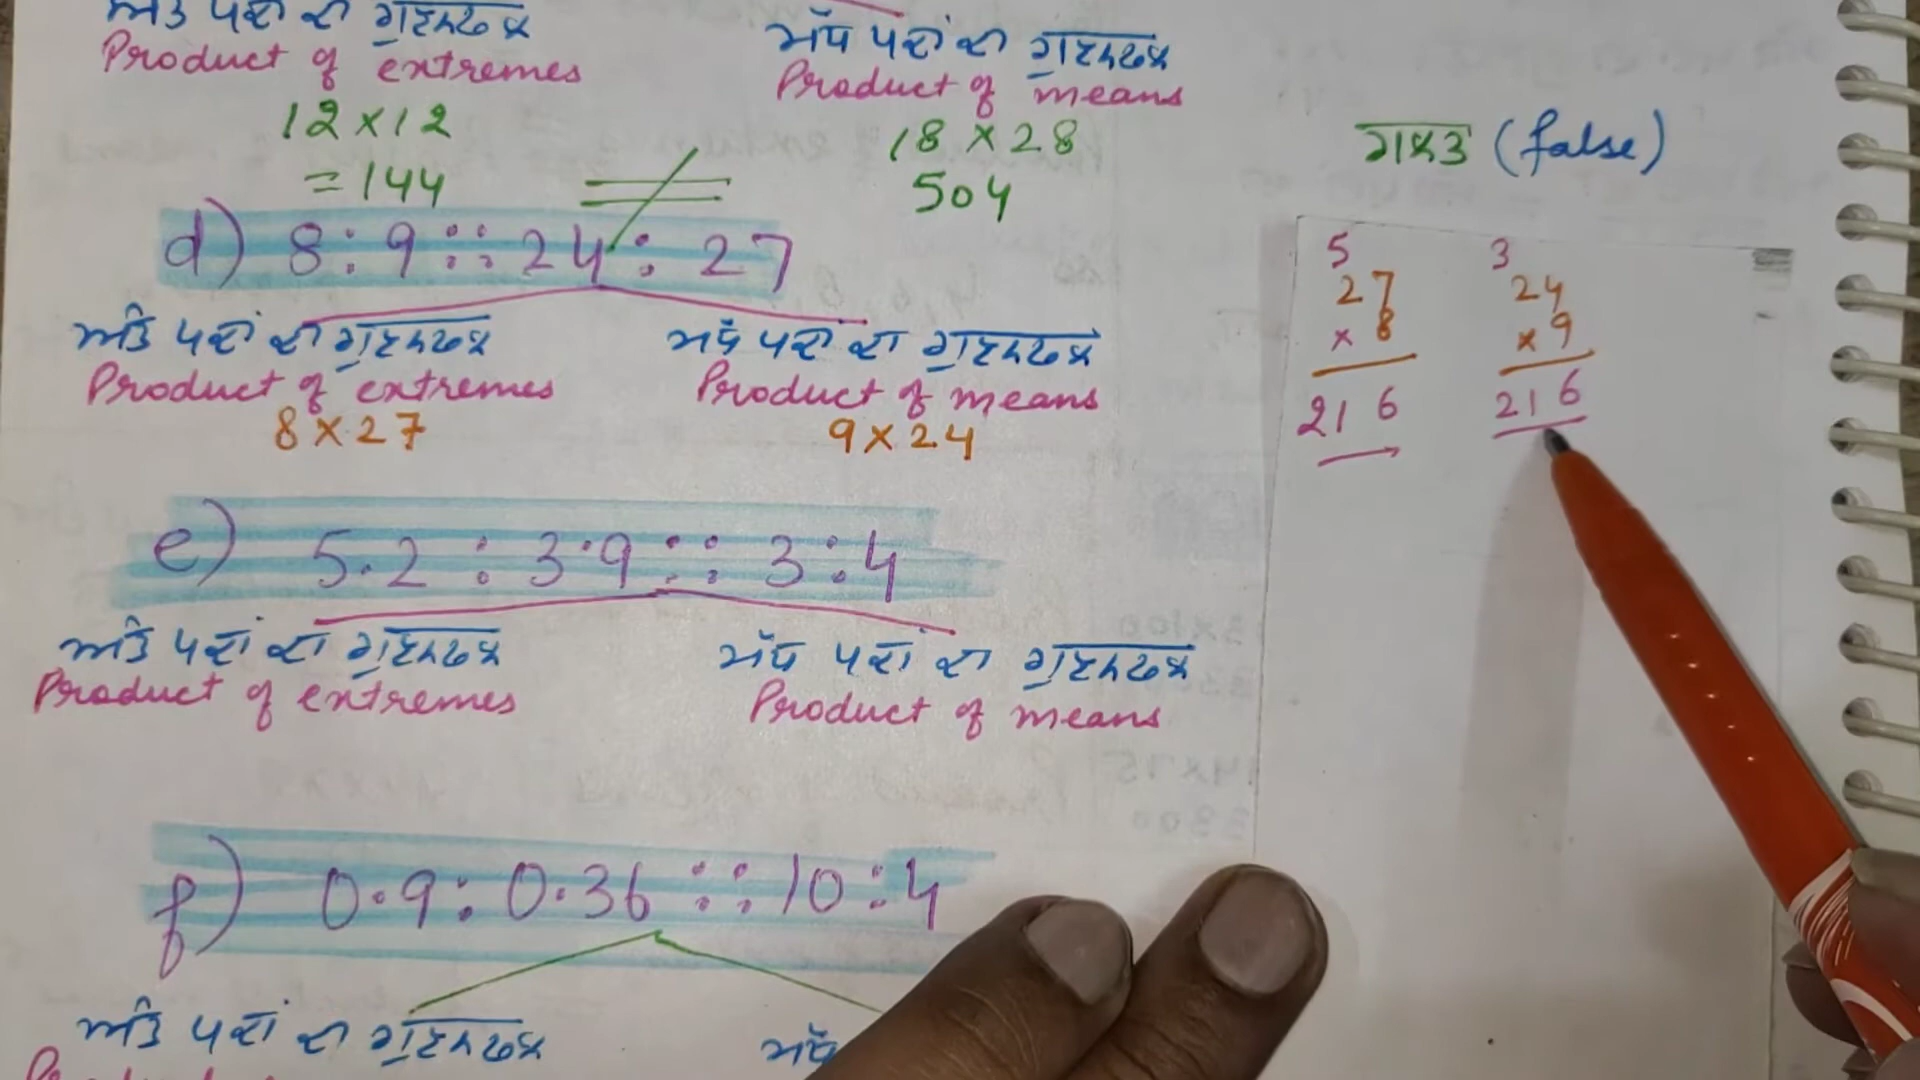 ਅੰਤ ਪਦਾਂ ਦਾ ਗੁਣਨਫਲ
Product of extremes
12 × 12
= 144
ਮੱਧ ਪਦਾਂ ਦਾ ਗੁਣਨਫਲ
Product of means
18 × 28
504
ਗਲਤ (false)
d) 8 : 9 :: 24 : 27
ਅੰਤ ਪਦਾਂ ਦਾ ਗੁਣਨਫਲ
Product of extremes
8 × 27
ਮੱਧ ਪਦਾਂ ਦਾ ਗੁਣਨਫਲ
Product of means
9 × 24
5
27
× 8
216
3
24
× 9
216
e) 5.2 : 3.9 :: 3 : 4
ਅੰਤ ਪਦਾਂ ਦਾ ਗੁਣਨਫਲ
Product of extremes
ਮੱਧ ਪਦਾਂ ਦਾ ਗੁਣਨਫਲ
Product of means
f) 0.9 : 0.36 :: 10 : 4
ਅੰਤ ਪਦਾਂ ਦਾ ਗੁਣਨਫਲ
ਮੱਧ